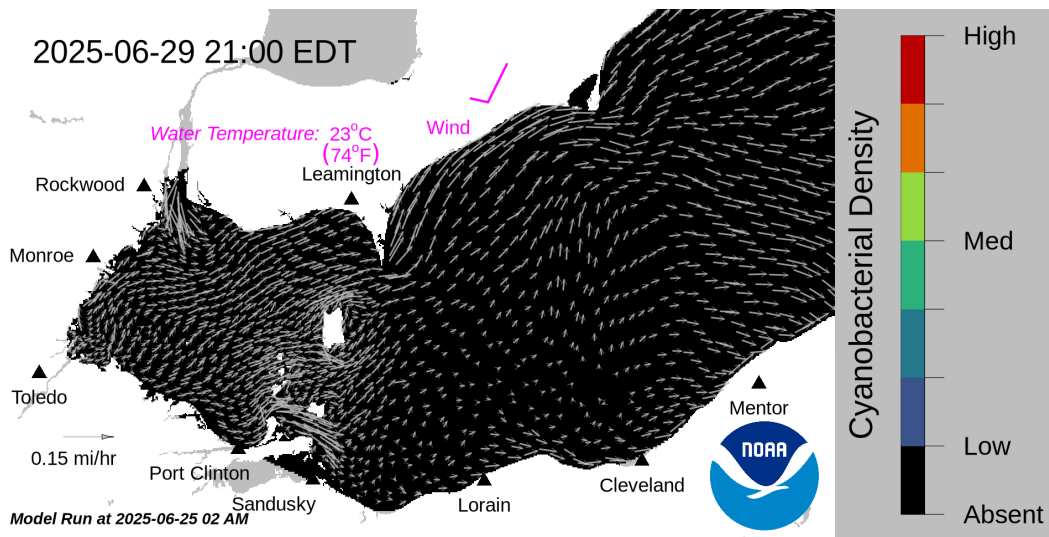 2025-06-29 21:00 EDT
Water Temperature: 23°C
(74°F)
Wind
Leamington
Rockwood
Monroe
Toledo
0.15 mi/hr
Port Clinton
Sandusky
Lorain
Cleveland
Mentor
NOAA
Model Run at 2025-06-25 02 AM
Cyanobacterial Density
High
Med
Low
Absent